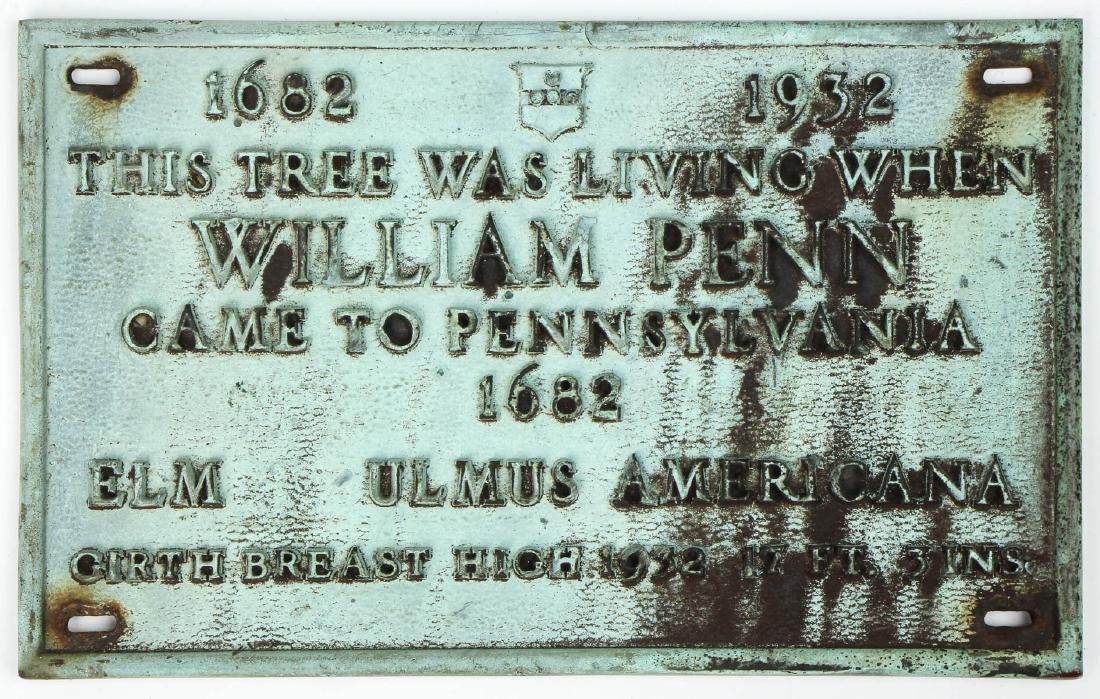 1682 1932
THIS TREE WAS LIVING WHEN
WILLIAM PENN
CAME TO PENNSYLVANIA
1682
ELM ULMUS AMERICANA
GIRTH BREAST HIGH 1932 17 FT. 3 INS.